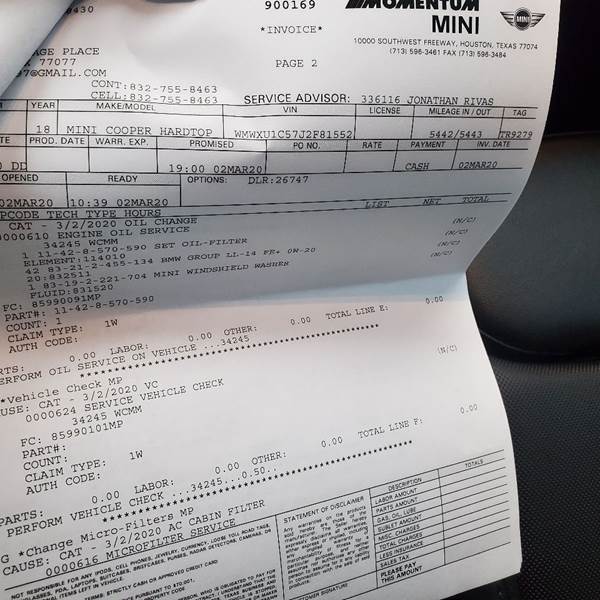 8430
900169
MOMENTUM
MINI
MINI
*INVOICE*
10000 SOUTHWEST FREEWAY, HOUSTON, TEXAS 77074
(713) 596-3461 FAX (713) 596-3484
AGE PLACE
77077
PAGE 2
97@GMAIL.COM
CONT:832-755-8463
CELL:832-755-8463
SERVICE ADVISOR: 336116 JONATHAN RIVAS
YEAR MAKE/MODEL VIN LICENSE MILEAGE IN/OUT TAG
18 MINI COOPER HARDTOP WMWXU1C57J2F81552 5442/5443 TR9279
PROD. DATE WARR. EXP. PROMISED PO NO. RATE PAYMENT INV. DATE
DD 19:00 02MAR20 CASH 02MAR20
OPENED READY OPTIONS: DLR:26747
02MAR20 10:39 02MAR20
OPCODE TECH TYPE HOURS LIST NET TOTAL
CAT - 3/2/2020 OIL CHANGE
0000610 ENGINE OIL SERVICE
34245 WCMM (N/C)
1 11-42-8-570-590 SET OIL-FILTER
ELEMENT:114010 (N/C)
42 83-21-2-455-134 BMW GROUP LL-14 FE+ 0W-20
20:832511 (N/C)
1 83-19-2-221-704 MINI WINDSHIELD WASHER
FLUID:831520 (N/C)
FC: 85990091MP
PART#: 11-42-8-570-590
COUNT: 1
CLAIM TYPE: 1W
AUTH CODE:
PARTS: 0.00 LABOR: 0.00 OTHER: 0.00 TOTAL LINE E: 0.00
PERFORM OIL SERVICE ON VEHICLE ...34245
*Vehicle Check MP
CAUSE: CAT - 3/2/2020 VC
0000624 SERVICE VEHICLE CHECK
34245 WCMM (N/C)
FC: 85990101MP
PART#:
COUNT:
CLAIM TYPE: 1W
AUTH CODE:
PARTS: 0.00 LABOR: 0.00 OTHER: 0.00 TOTAL LINE F: 0.00
PERFORM VEHICLE CHECK ...34245...0.50..
G *Change Micro-Filters MP
CAUSE: CAT - 3/2/2020 AC CABIN FILTER
0000616 MICROFILTER SERVICE
STATEMENT OF DISCLAIMER
DESCRIPTION TOTALS
LABOR AMOUNT
PARTS AMOUNT
GAS, OIL, LUBE
SUBLET AMOUNT
MISC. CHARGES
TOTAL CHARGES
LESS INSURANCE
SALES TAX
PLEASE PAY
THIS AMOUNT